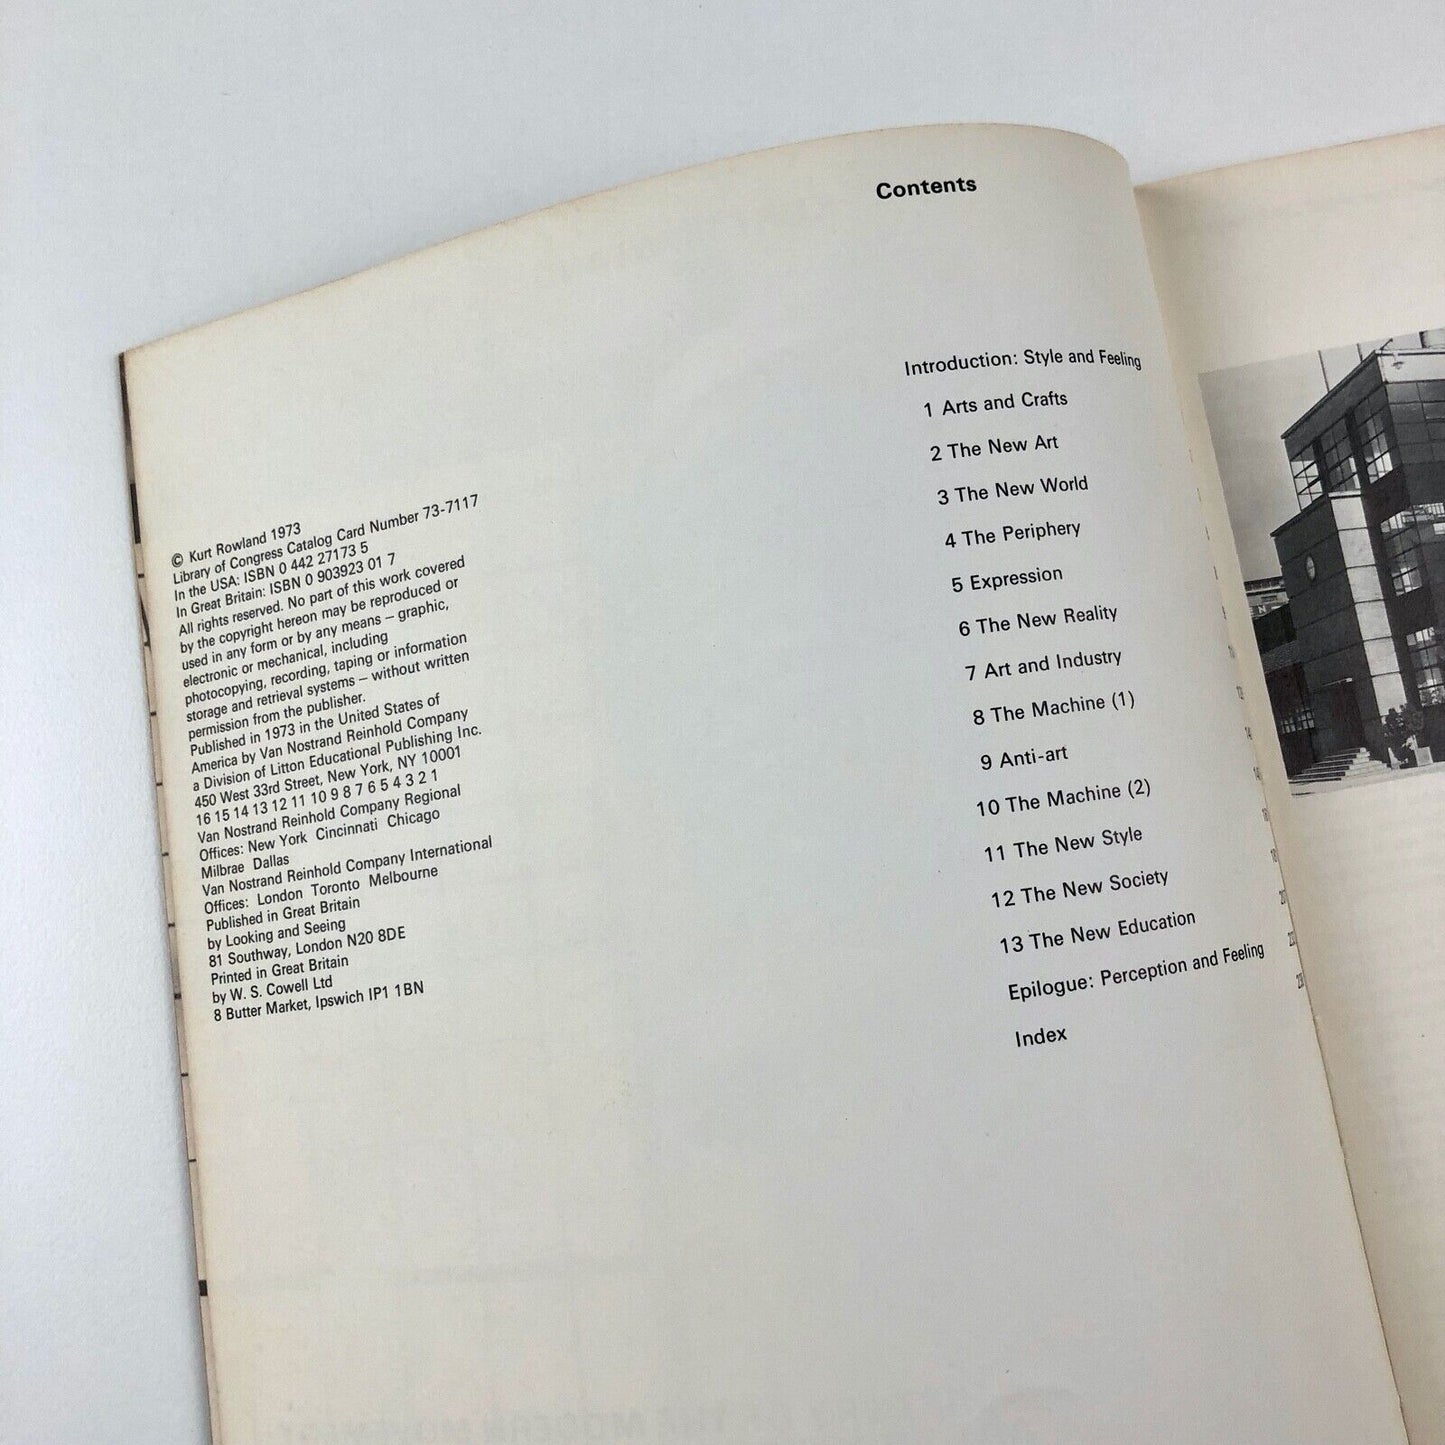 © Kurt Rowland 1973
Library of Congress Catalog Card Number 73-7117
In the USA: ISBN 0 442 27173 5
In Great Britain: ISBN 0 903923 01 7
All rights reserved. No part of this work covered
by the copyright hereon may be reproduced or
used in any form or by any means – graphic,
electronic or mechanical, including
photocopying, recording, taping or information
storage and retrieval systems – without written
permission from the publisher.
Published in 1973 in the United States of
America by Van Nostrand Reinhold Company
a Division of Litton Educational Publishing Inc.
450 West 33rd Street, New York, NY 10001
16 15 14 13 12 11 10 9 8 7 6 5 4 3 2 1
Van Nostrand Reinhold Company Regional
Offices: New York Cincinnati Chicago
Milbrae Dallas
Van Nostrand Reinhold Company International
Offices: London Toronto Melbourne
Published in Great Britain
by Looking and Seeing
81 Southway, London N20 8DE
Printed in Great Britain
by W. S. Cowell Ltd
8 Butter Market, Ipswich IP1 1BN
Contents
Introduction: Style and Feeling
1 Arts and Crafts
2 The New Art
3 The New World
4 The Periphery
5 Expression
6 The New Reality
7 Art and Industry
8 The Machine (1)
9 Anti-art
10 The Machine (2)
11 The New Style
12 The New Society
13 The New Education
Epilogue: Perception and Feeling
Index